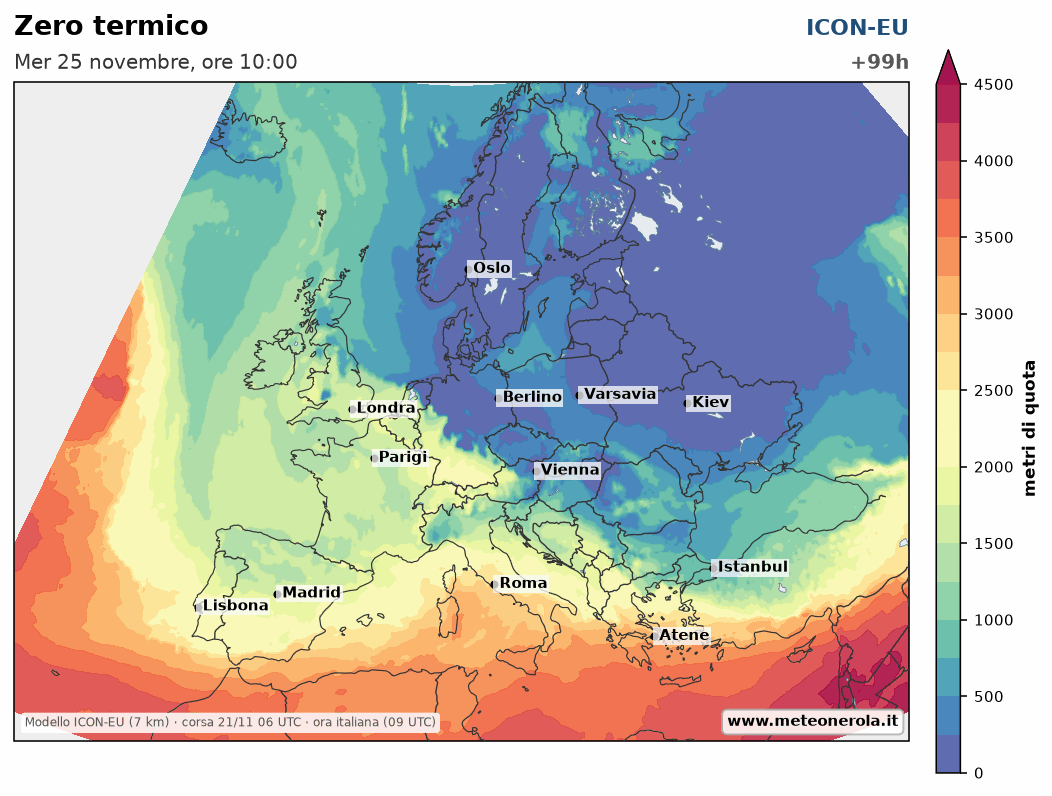 Zero termico
ICON-EU
Mer 25 novembre, ore 10:00
+99h
4500
4000
3500
3000
2500
2000
1500
1000
500
0
metri di quota
Oslo
Berlino
Varsavia
Kiev
Londra
Parigi
Vienna
Istanbul
Roma
Madrid
Lisbona
Atene
Modello ICON-EU (7 km) · corsa 21/11 06 UTC · ora italiana (09 UTC)
www.meteonerola.it